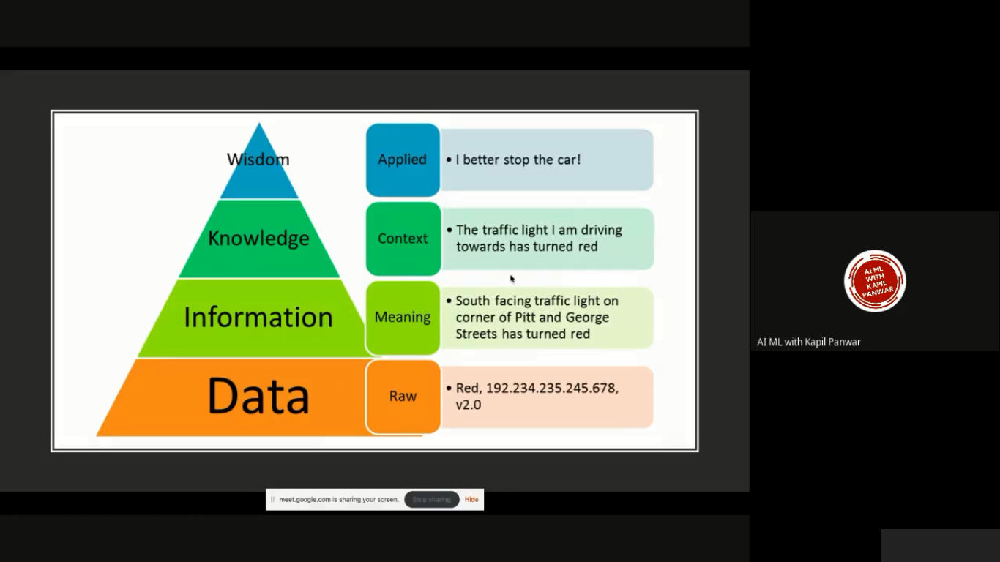 Wisdom
Applied
• I better stop the car!
Knowledge
Context
• The traffic light I am driving
towards has turned red
Information
Meaning
• South facing traffic light on
corner of Pitt and George
Streets has turned red
Data
Raw
• Red, 192.234.235.245.678,
v2.0
AI ML
WITH
KAPIL
PANWAR
AI ML with Kapil Panwar
meet.google.com is sharing your screen.
Stop sharing
Hide